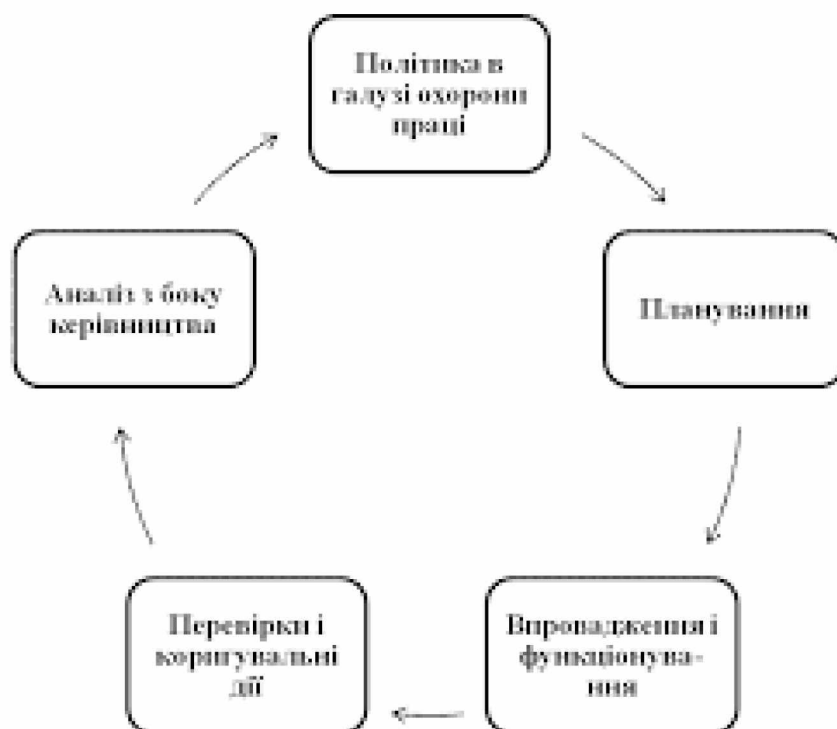 Політика в
галузі охорони
праці
Планування
Впровадження і
функціонува-
ння
Перевірки і
коригувальні
дії
Аналіз з боку
керівництва